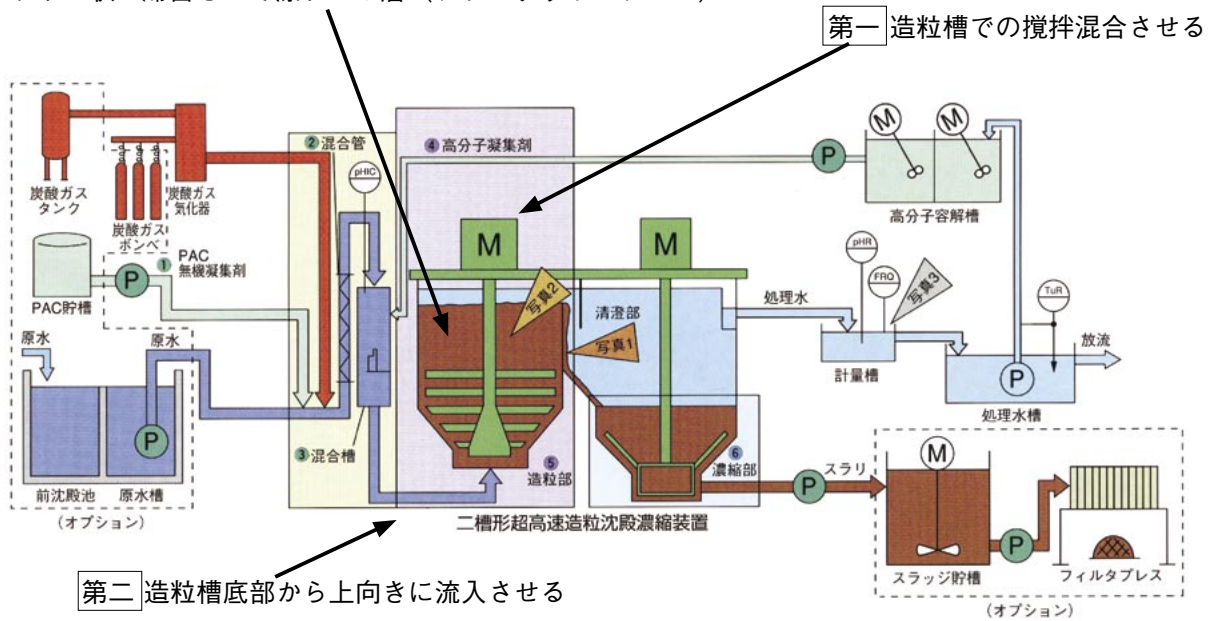 第一 造粒槽での撹拌混合させる
炭酸ガス
タンク
炭酸ガス
ボンベ
炭酸ガス
気化器
①
PAC
無機凝集剤
PAC貯槽
P
原水
原水
P
前沈殿池
原水槽
(オプション)
②混合管
pHIC
③混合槽
④高分子凝集剤
M
M
写真2
写真1
清澄部
⑤
造粒部
⑥
濃縮部
二槽形超高速造粒沈殿濃縮装置
P
M
M
高分子容解槽
処理水
pHR
FRQ
写真3
計量槽
TuR
P
放流
処理水槽
スラリ
P
M
P
スラッジ貯槽
フィルタプレス
(オプション)
第二 造粒槽底部から上向きに流入させる